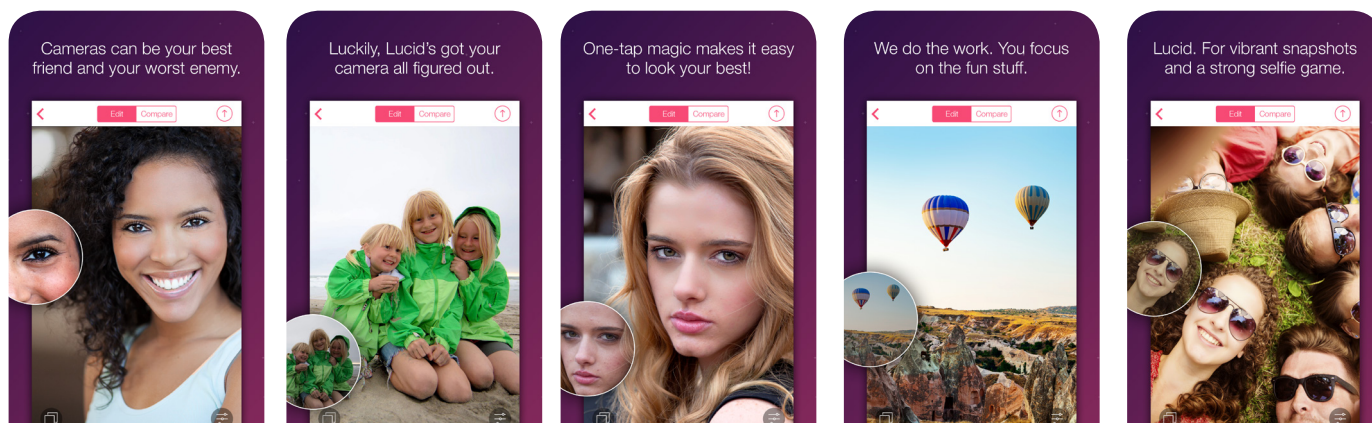 Cameras can be your best
friend and your worst enemy.
Edit Compare
Luckily, Lucid's got your
camera all figured out.
Edit Compare
One-tap magic makes it easy
to look your best!
Edit Compare
We do the work. You focus
on the fun stuff.
Edit Compare
Lucid. For vibrant snapshots
and a strong selfie game.
Edit Compare